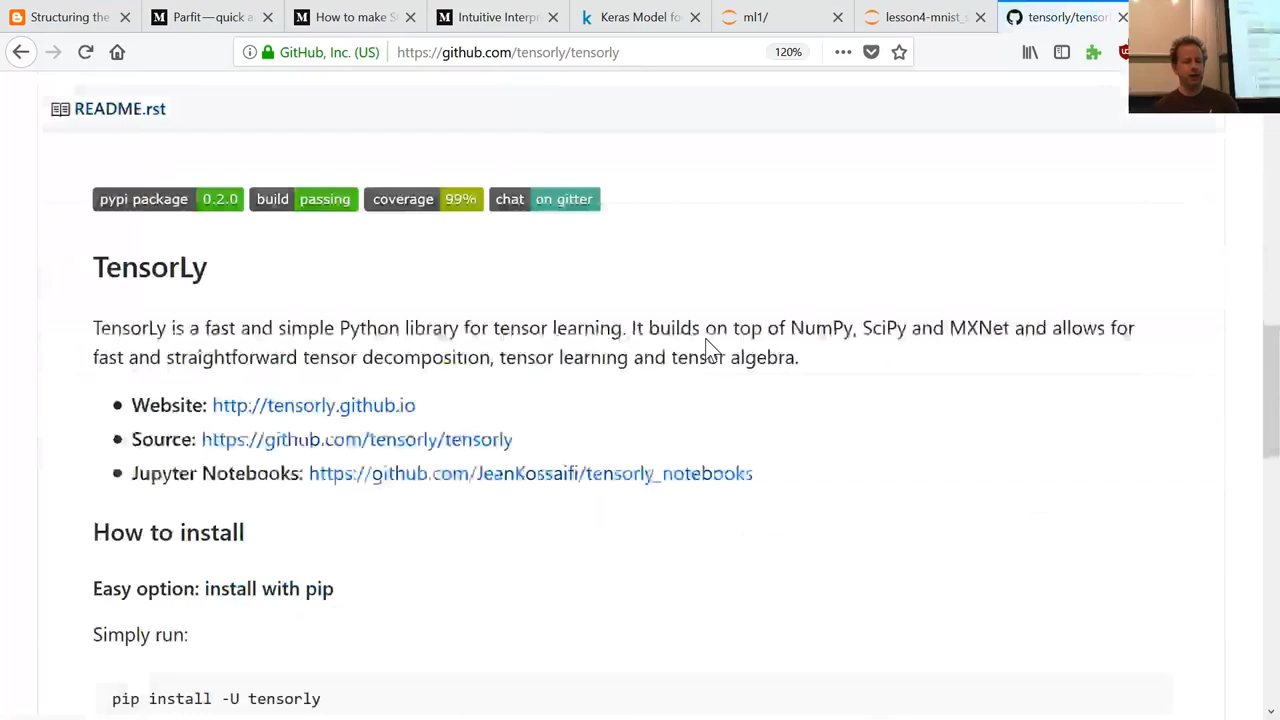 Structuring the
Parfit — quick a
How to make S
Intuitive Interp
Keras Model fo
ml1/
lesson4-mnist_s
tensorly/tensor
GitHub, Inc. (US)
https://github.com/tensorly/tensorly
120%
README.rst
pypi package 0.2.0 build passing coverage 99% chat on gitter
TensorLy
TensorLy is a fast and simple Python library for tensor learning. It builds on top of NumPy, SciPy and MXNet and allows for
fast and straightforward tensor decomposition, tensor learning and tensor algebra.
Website: http://tensorly.github.io
Source: https://github.com/tensorly/tensorly
Jupyter Notebooks: https://github.com/JeanKossaifi/tensorly_notebooks
How to install
Easy option: install with pip
Simply run:
pip install -U tensorly